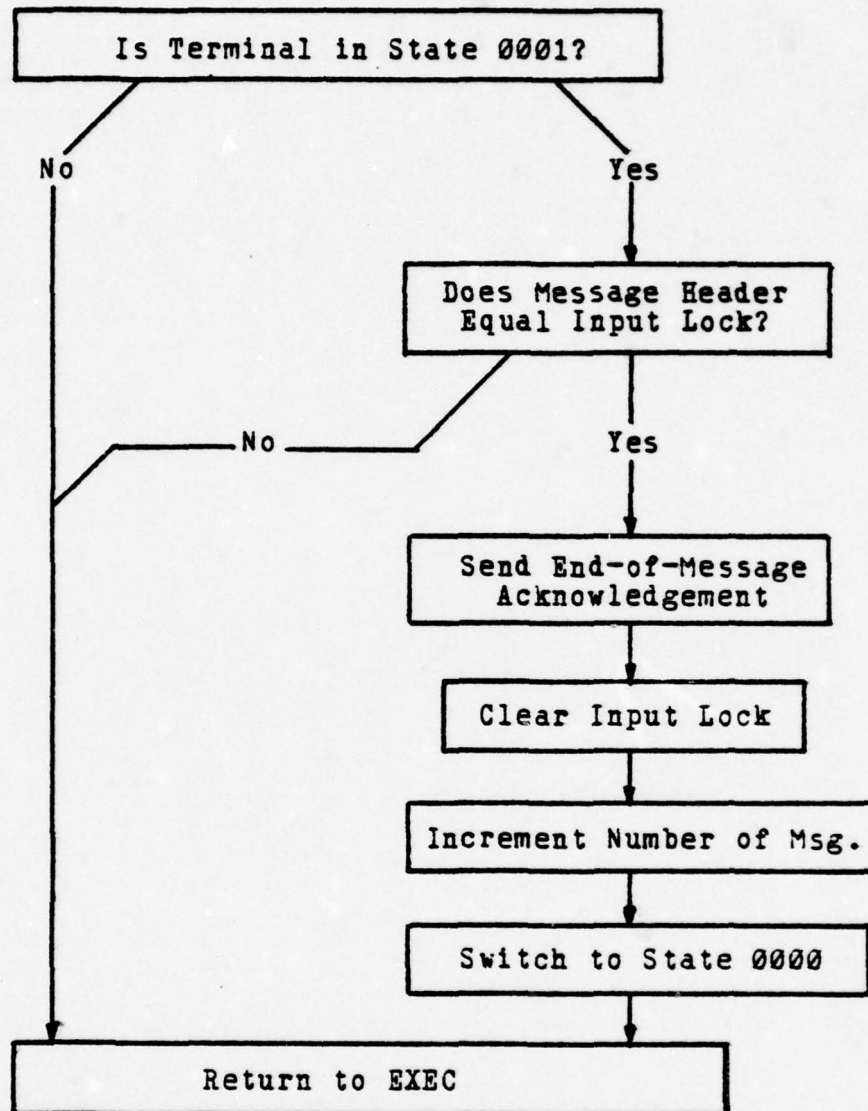 Is Terminal in State 0001?
No
Yes
Does Message Header
Equal Input Lock?
No
Yes
Send End-of-Message
Acknowledgement
Clear Input Lock
Increment Number of Msg.
Switch to State 0000
Return to EXEC